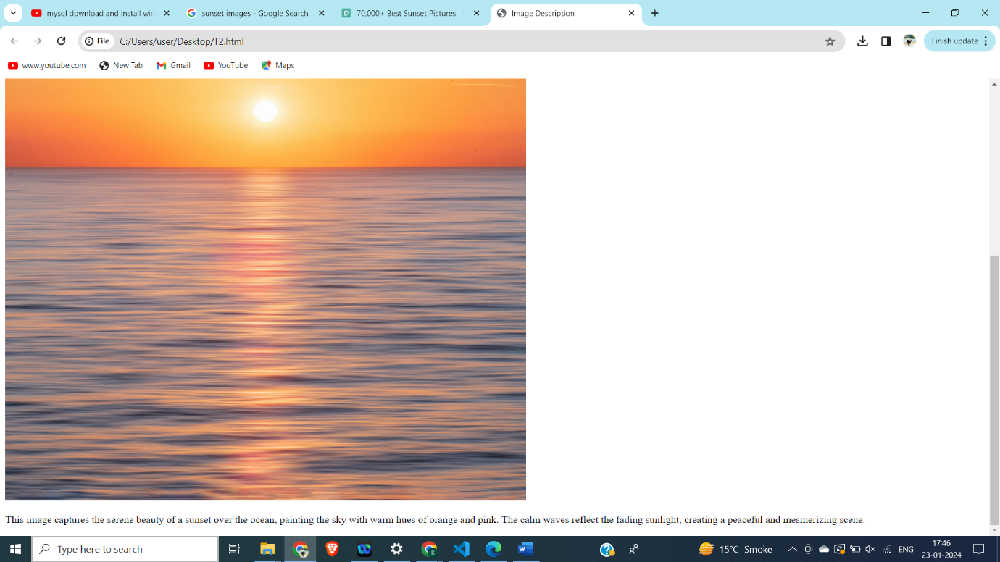 mysql download and install win
sunset images - Google Search
70,000+ Best Sunset Pictures · 1
Image Description
File
C:/Users/user/Desktop/T2.html
Finish update
www.youtube.com
New Tab
Gmail
YouTube
Maps
This image captures the serene beauty of a sunset over the ocean, painting the sky with warm hues of orange and pink. The calm waves reflect the fading sunlight, creating a peaceful and mesmerizing scene.
Type here to search
15°C Smoke
ENG
17:46
23-01-2024